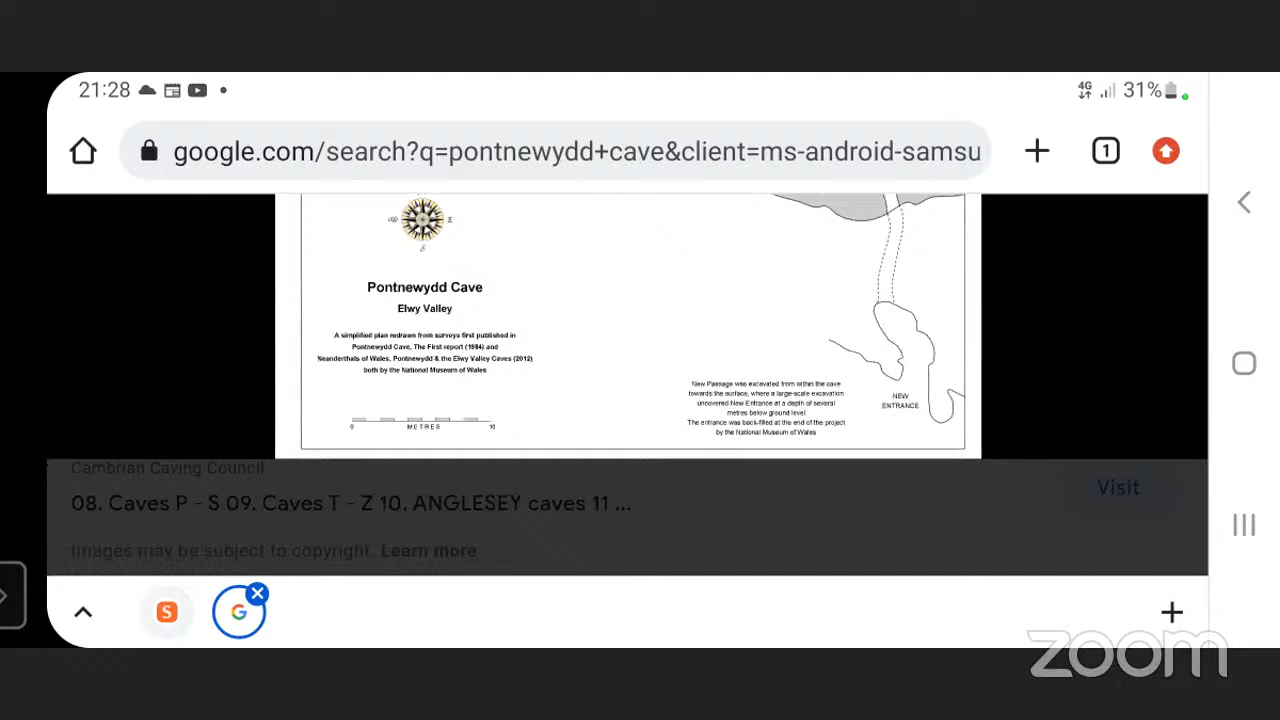 21:28
4G
31%
google.com/search?q=pontnewydd+cave&client=ms-android-samsu
1
E
S
Pontnewydd Cave
Elwy Valley
A simplified plan redrawn from surveys first published in
Pontnewydd Cave, The First report (1984) and
Neanderthals of Wales, Pontnewydd & the Elwy Valley Caves (2012)
both by the National Museum of Wales
0 METRES 10
New Passage was excavated from within the cave
towards the surface, where a large-scale excavation
uncovered New Entrance at a depth of several
metres below ground level
The entrance was back-filled at the end of the project
by the National Museum of Wales
NEW
ENTRANCE
Cambrian Caving Council
08. Caves P - S 09. Caves T - Z 10. ANGLESEY caves 11 ...
Visit
Images may be subject to copyright. Learn more
S
G
zoom